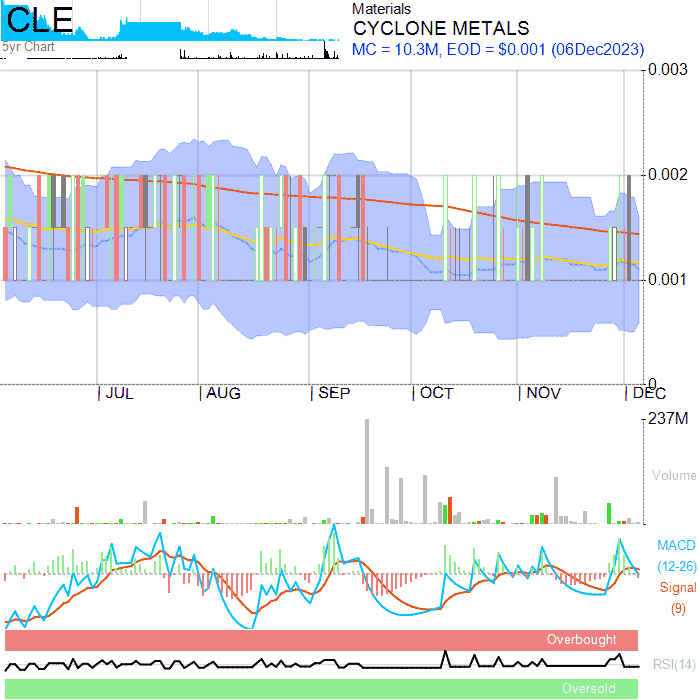 CLE
5yr Chart
Materials
CYCLONE METALS
MC = 10.3M, EOD = $0.001 (06Dec2023)
0.003
0.002
0.001
0
JUL AUG SEP OCT NOV DEC
237M
Volume
MACD
(12-26)
Signal
(9)
Overbought
RSI(14)
Oversold